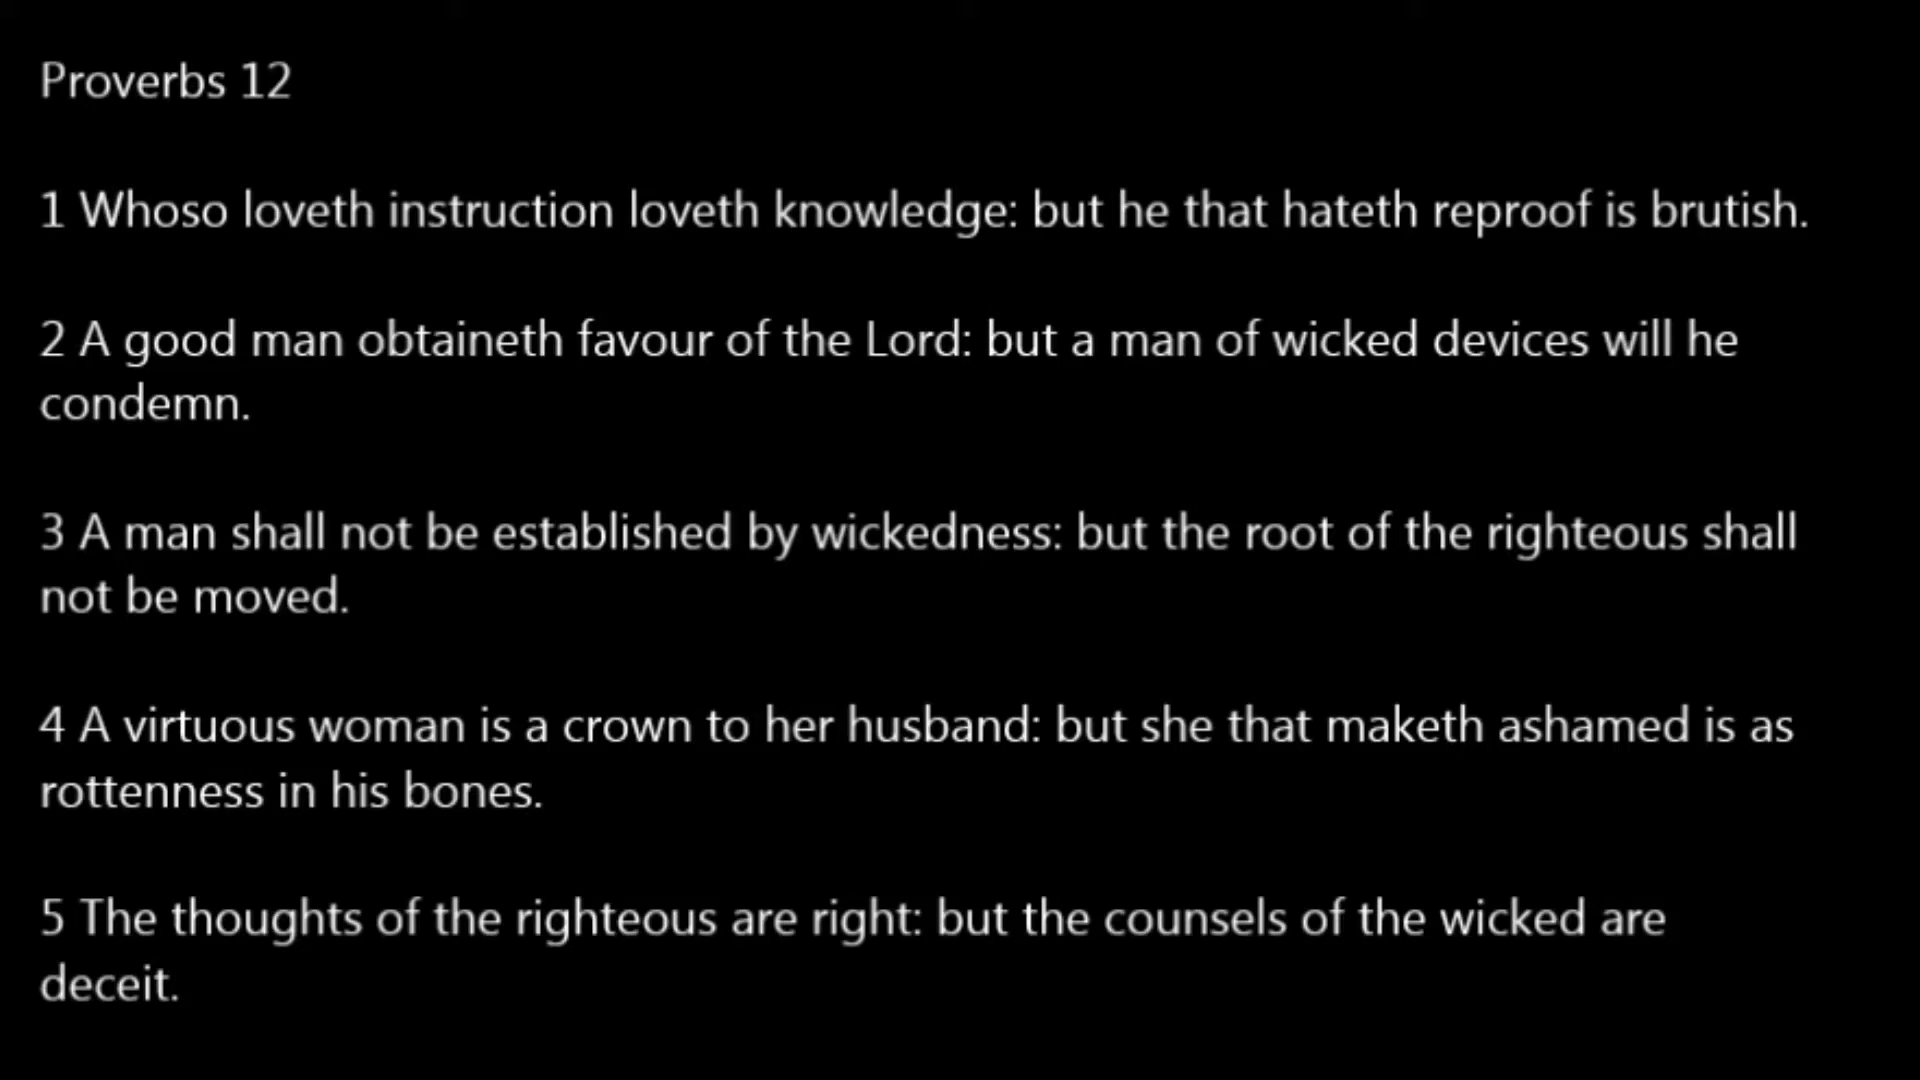 Proverbs 12
1 Whoso loveth instruction loveth knowledge: but he that hateth reproof is brutish.
2 A good man obtaineth favour of the Lord: but a man of wicked devices will he
condemn.
3 A man shall not be established by wickedness: but the root of the righteous shall
not be moved.
4 A virtuous woman is a crown to her husband: but she that maketh ashamed is as
rottenness in his bones.
5 The thoughts of the righteous are right: but the counsels of the wicked are
deceit.